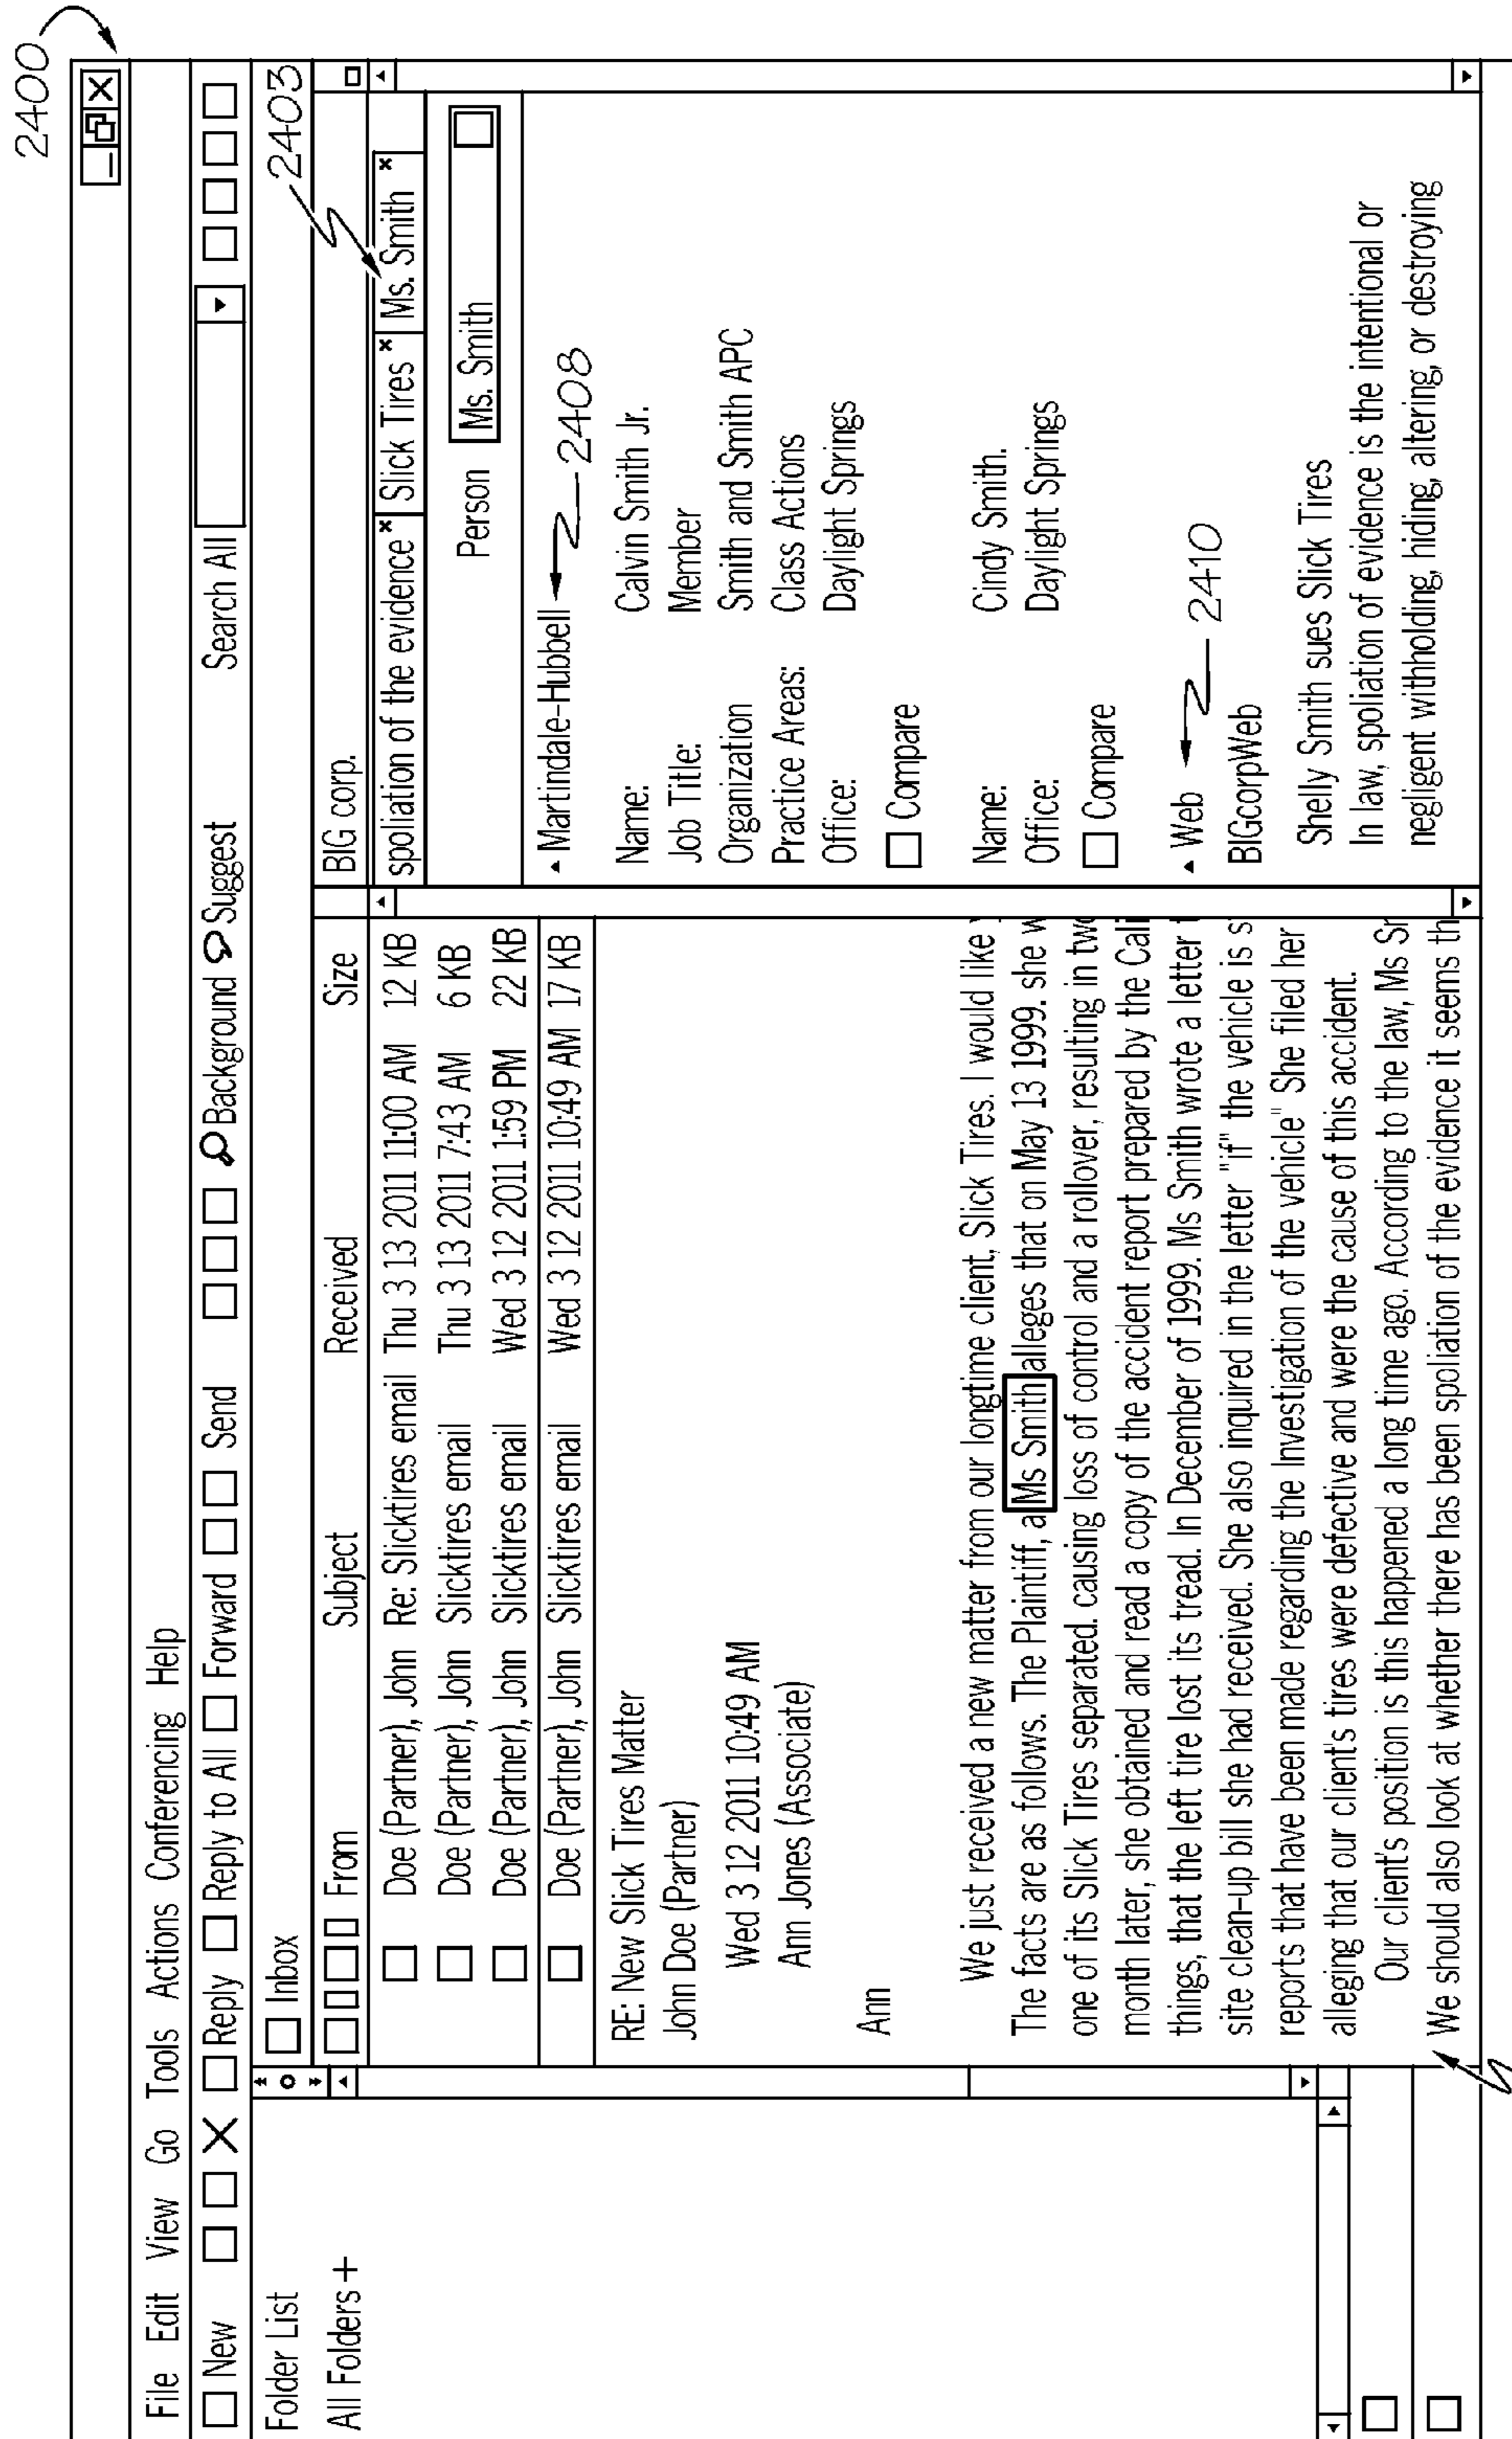 2400
File Edit View Go Tools Actions Conferencing Help
New X Reply Reply to All Forward Send Background Suggest Search All
Folder List
All Folders +
Inbox
From Subject Received Size
Doe (Partner), John Re: Slicktires email Thu 3 13 2011 11:00 AM 12 KB
Doe (Partner), John Slicktires email Thu 3 13 2011 7:43 AM 6 KB
Doe (Partner), John Slicktires email Wed 3 12 2011 1:59 PM 22 KB
Doe (Partner), John Slicktires email Wed 3 12 2011 10:49 AM 17 KB
RE: New Slick Tires Matter
John Doe (Partner)
Wed 3 12 2011 10:49 AM
Ann Jones (Associate)
Ann
We just received a new matter from our longtime client, Slick Tires. I would like
The facts are as follows. The Plaintiff, a Ms Smith alleges that on May 13 1999. she w
one of its Slick Tires separated. causing loss of control and a rollover, resulting in two
month later, she obtained and read a copy of the accident report prepared by the Cali
things, that the left tire lost its tread. In December of 1999. Ms Smith wrote a letter t
site clean-up bill she had received. She also inquired in the letter "if" the vehicle is s
reports that have been made regarding the Investigation of the vehicle" She filed her
alleging that our client's tires were defective and were the cause of this accident.
Our client's position is this happened a long time ago. According to the law, Ms Sr
We should also look at whether there has been spoliation of the evidence it seems th
BIG corp.
2403
spoliation of the evidence x Slick Tires x Ms. Smith x
Person Ms. Smith
Martindale-Hubbell 2408
Name: Calvin Smith Jr.
Job Title: Member
Organization Smith and Smith APC
Practice Areas: Class Actions
Office: Daylight Springs
Compare
Name: Cindy Smith.
Office: Daylight Springs
Compare
Web 2410
BIGcorpWeb
Shelly Smith sues Slick Tires
In law, spoliation of evidence is the intentional or
negligent withholding, hiding, altering, or destroying